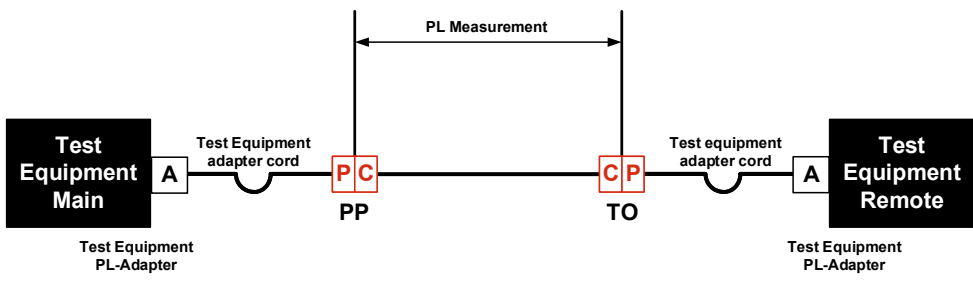 PL Measurement
Test
Equipment
Main
A
Test Equipment
adapter cord
P C
PP
C P
TO
Test equipment
adapter cord
A
Test
Equipment
Remote
Test Equipment
PL-Adapter
Test Equipment
PL-Adapter